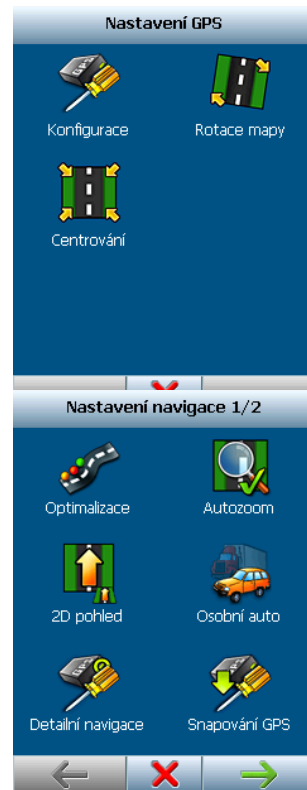 Nastavení GPS
Konfigurace
Rotace mapy
Centrování
Nastavení navigace 1/2
Optimalizace
Autozoom
2D pohled
Osobní auto
Detailní navigace
Snapování GPS